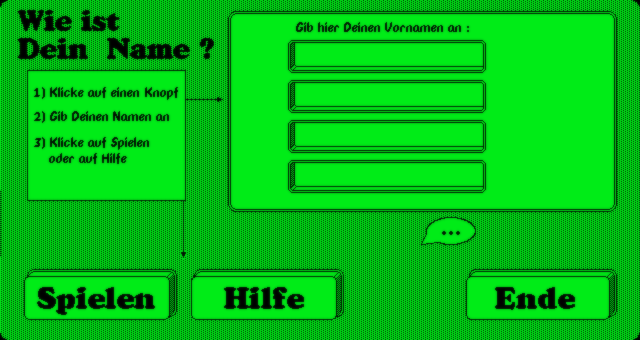 Wie ist
Dein Name ?
Gib hier Deinen Vornamen an :
1) Klicke auf einen Knopf
2) Gib Deinen Namen an
3) Klicke auf Spielen
oder auf Hilfe
...
Spielen
Hilfe
Ende